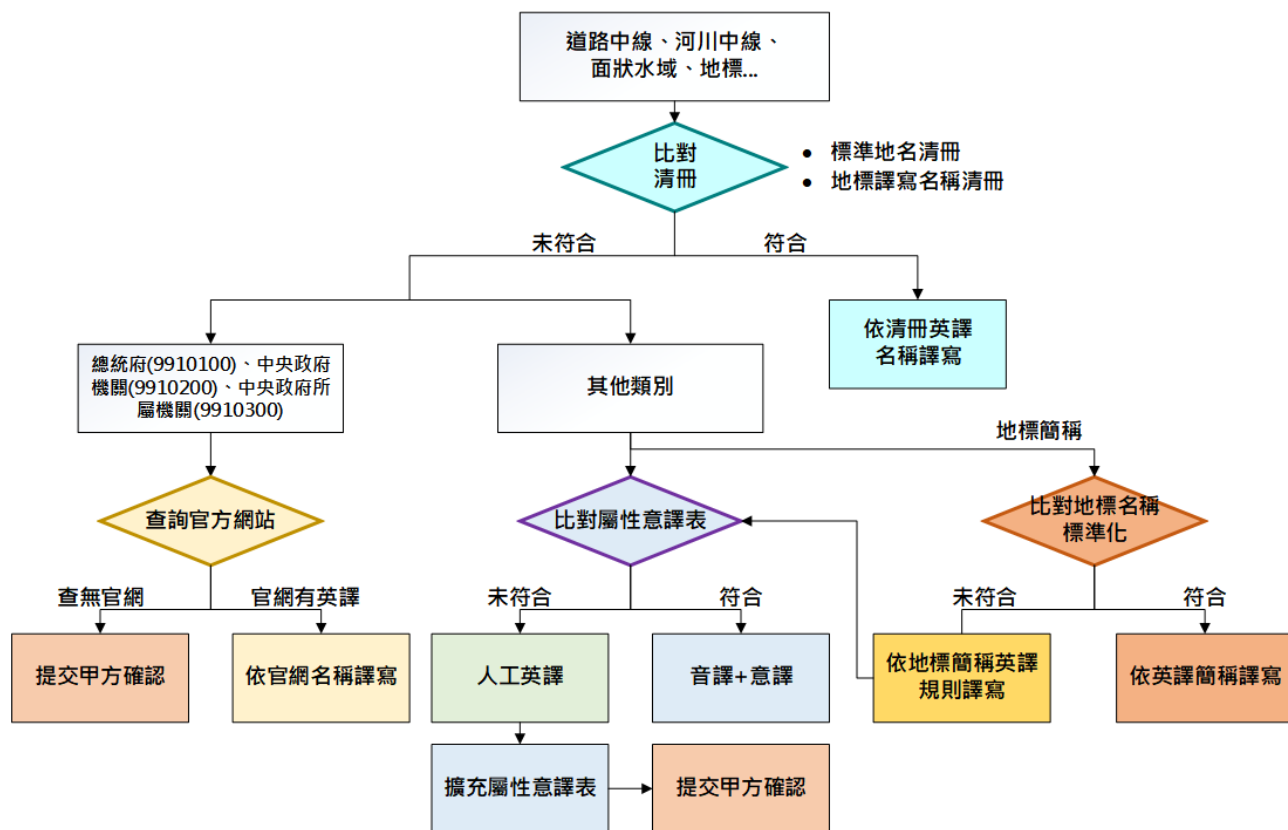 道路中線、河川中線、
面狀水域、地標...
比對
清冊
• 標準地名清冊
• 地標譯寫名稱清冊
未符合
符合
依清冊英譯
名稱譯寫
總統府(9910100)、中央政府
機關(9910200)、中央政府所
屬機關(9910300)
其他類別
地標簡稱
查詢官方網站
比對屬性意譯表
比對地標名稱
標準化
查無官網
官網有英譯
未符合
符合
未符合
符合
提交甲方確認
依官網名稱譯寫
人工英譯
音譯+意譯
依地標簡稱英譯
規則譯寫
依英譯簡稱譯寫
擴充屬性意譯表
提交甲方確認